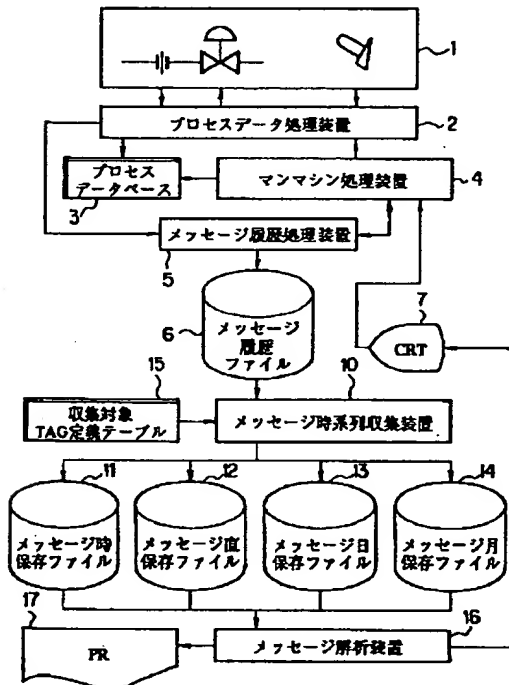 1
プロセスデータ処理装置
2
プロセス
データベース
3
マンマシン処理装置
4
メッセージ履歴処理装置
5
6
メッセージ
履歴
ファイル
7
CRT
15
収集対象
TAG定義テーブル
10
メッセージ時系列収集装置
11
メッセージ時
保存ファイル
12
メッセージ直
保存ファイル
13
メッセージ日
保存ファイル
14
メッセージ月
保存ファイル
17
PR
16
メッセージ解析装置